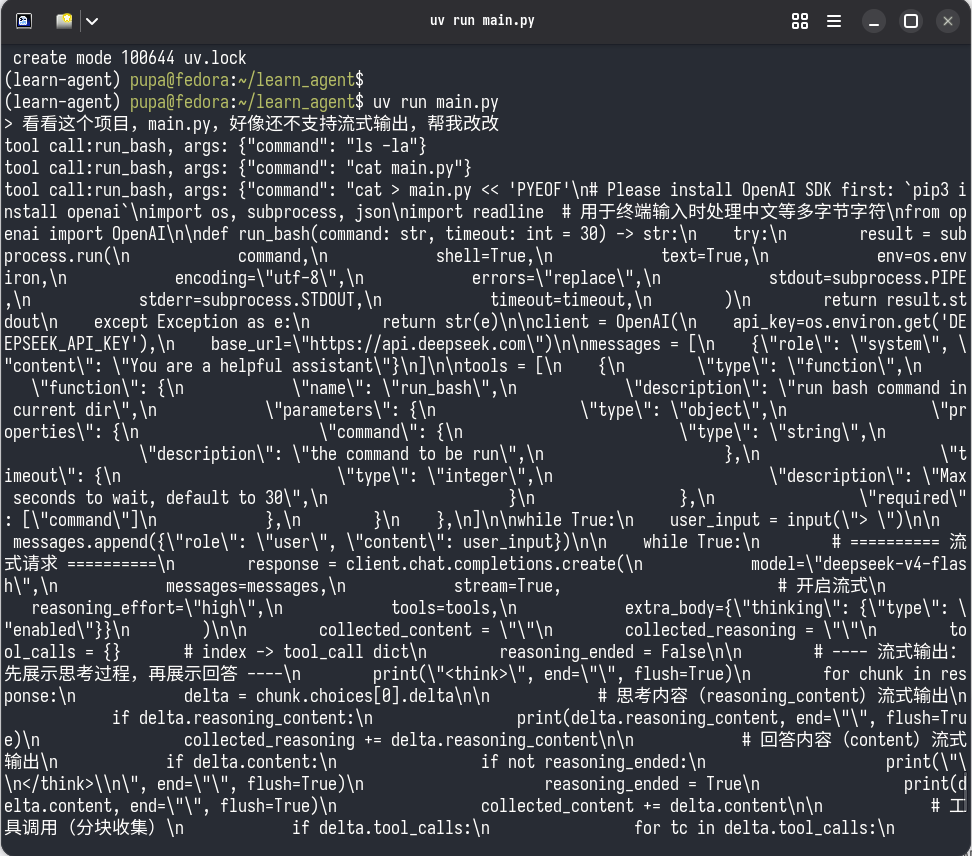 uv run main.py
 create mode 100644 uv.lock
(learn-agent) pupa@fedora:~/learn_agent$
(learn-agent) pupa@fedora:~/learn_agent$ uv run main.py
> 看看这个项目，main.py，好像还不支持流式输出，帮我改改
tool call:run_bash, args: {"command": "ls -la"}
tool call:run_bash, args: {"command": "cat main.py"}
tool call:run_bash, args: {"command": "cat > main.py << 'PYEOF'\n# Please install OpenAI SDK first: `pip3 i
nstall openai`\nimport os, subprocess, json\nimport readline  # 用于终端输入时处理中文等多字节字符\nfrom op
enai import OpenAI\n\ndef run_bash(command: str, timeout: int = 30) -> str:\n    try:\n        result = sub
process.run(\n            command,\n            shell=True,\n            text=True,\n            env=os.env
iron,\n            encoding=\"utf-8\",\n            errors=\"replace\",\n            stdout=subprocess.PIPE
,\n            stderr=subprocess.STDOUT,\n            timeout=timeout,\n        )\n        return result.st
dout\n    except Exception as e:\n        return str(e)\n\nclient = OpenAI(\n    api_key=os.environ.get('DE
EPSEEK_API_KEY'),\n    base_url=\"https://api.deepseek.com\")\n\nmessages = [\n    {\"role\": \"system\", \
"content\": \"You are a helpful assistant\"}\n]\n\ntools = [\n    {\n        \"type\": \"function\",\n     
   \"function\": {\n            \"name\": \"run_bash\",\n            \"description\": \"run bash command in
 current dir\",\n            \"parameters\": {\n                \"type\": \"object\",\n                \"pr
operties\": {\n                    \"command\": {\n                        \"type\": \"string\",\n         
               \"description\": \"the command to be run\",\n                    },\n                    \"t
imeout\": {\n                        \"type\": \"integer\",\n                        \"description\": \"Max
 seconds to wait, default to 30\",\n                    }\n                },\n                \"required\"
: [\"command\"]\n            },\n        }\n    },\n]\n\nwhile True:\n    user_input = input(\"> \")\n\n   
 messages.append({\"role\": \"user\", \"content\": user_input})\n\n    while True:\n        # ========== 流
式请求 ==========\n        response = client.chat.completions.create(\n            model=\"deepseek-v4-flas
h\",\n            messages=messages,\n            stream=True,                    # 开启流式\n         
   reasoning_effort=\"high\",\n            tools=tools,\n            extra_body={\"thinking\": {\"type\": \
"enabled\"}}\n        )\n\n        collected_content = \"\"\n        collected_reasoning = \"\"\n        to
ol_calls = {}      # index -> tool_call dict\n        reasoning_ended = False\n\n        # ---- 流式输出：
先展示思考过程，再展示回答 ----\n        print(\"<think>\", end=\"\", flush=True)\n        for chunk in res
ponse:\n            delta = chunk.choices[0].delta\n\n            # 思考内容（reasoning_content）流式输出\n
            if delta.reasoning_content:\n                print(delta.reasoning_content, end=\"\", flush=Tru
e)\n                collected_reasoning += delta.reasoning_content\n\n            # 回答内容（content）流式
输出\n            if delta.content:\n                if not reasoning_ended:\n                    print(\"\
\n</think>\\n\", end=\"\", flush=True)\n                    reasoning_ended = True\n                print(d
elta.content, end=\"\", flush=True)\n                collected_content += delta.content\n\n            # 工
具调用（分块收集）\n            if delta.tool_calls:\n                for tc in delta.tool_calls:\n